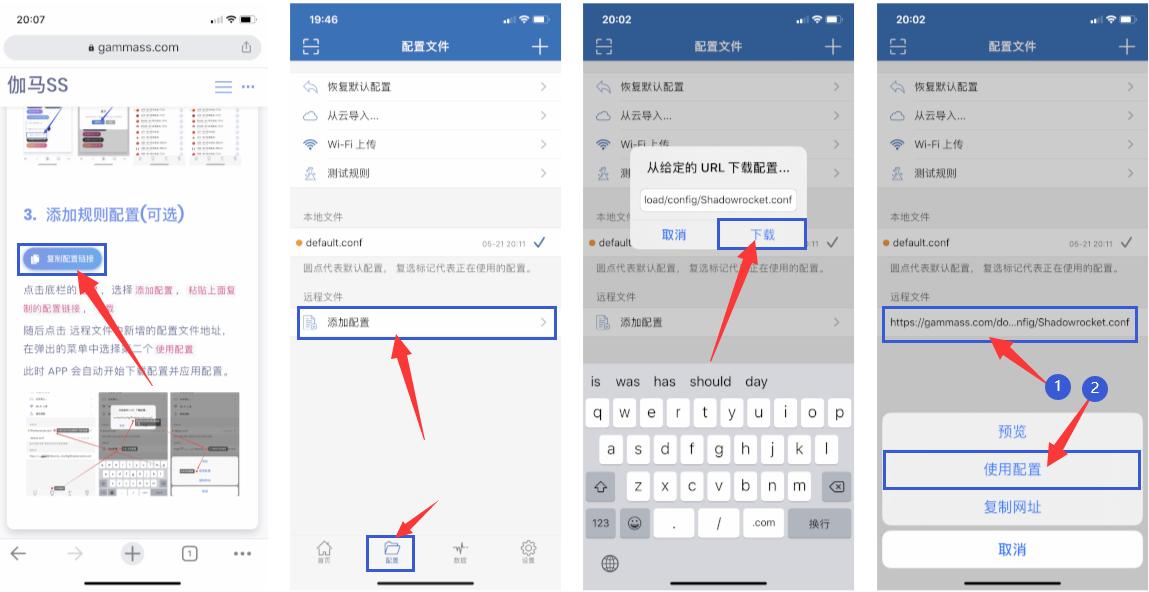 20:07
gammass.com
伽马SS
3. 添加规则配置(可选)
复制配置链接
点击底栏的
，选择 添加配置， 粘贴上面复
制的配置链接，
随后点击 远程文件
新增的配置文件地址，
在弹出的菜单中选择第二个 使用配置
此时 APP 会自动开始下载配置并应用配置。
1
19:46
配置文件
恢复默认配置
从云导入...
Wi-Fi 上传
测试规则
本地文件
default.conf
05-21 20:11
圆点代表默认配置， 复选标记代表正在使用的配置。
远程文件
添加配置
首页
配置
数据
设置
20:02
配置文件
恢复默认配置
从云导入...
Wi-Fi 上传
测
从给定的 URL 下载配置...
load/config/Shadowrocket.conf
取消
下载
本地文
default
:11
圆点代表默认配置， 复选标记代表正在使用的配置。
远程文件
添加配置
is was has should day
q w e r t y u i o p
a s d f g h j k l
z x c v b n m
123 . / .com 换行
20:02
配置文件
恢复默认配置
从云导入...
Wi-Fi 上传
测试规则
本地文件
default.conf
05-21 20:11
圆点代表默认配置， 复选标记代表正在使用的配置。
远程文件
https://gammass.com/do...nfig/Shadowrocket.conf
1
2
预览
使用配置
复制网址
取消